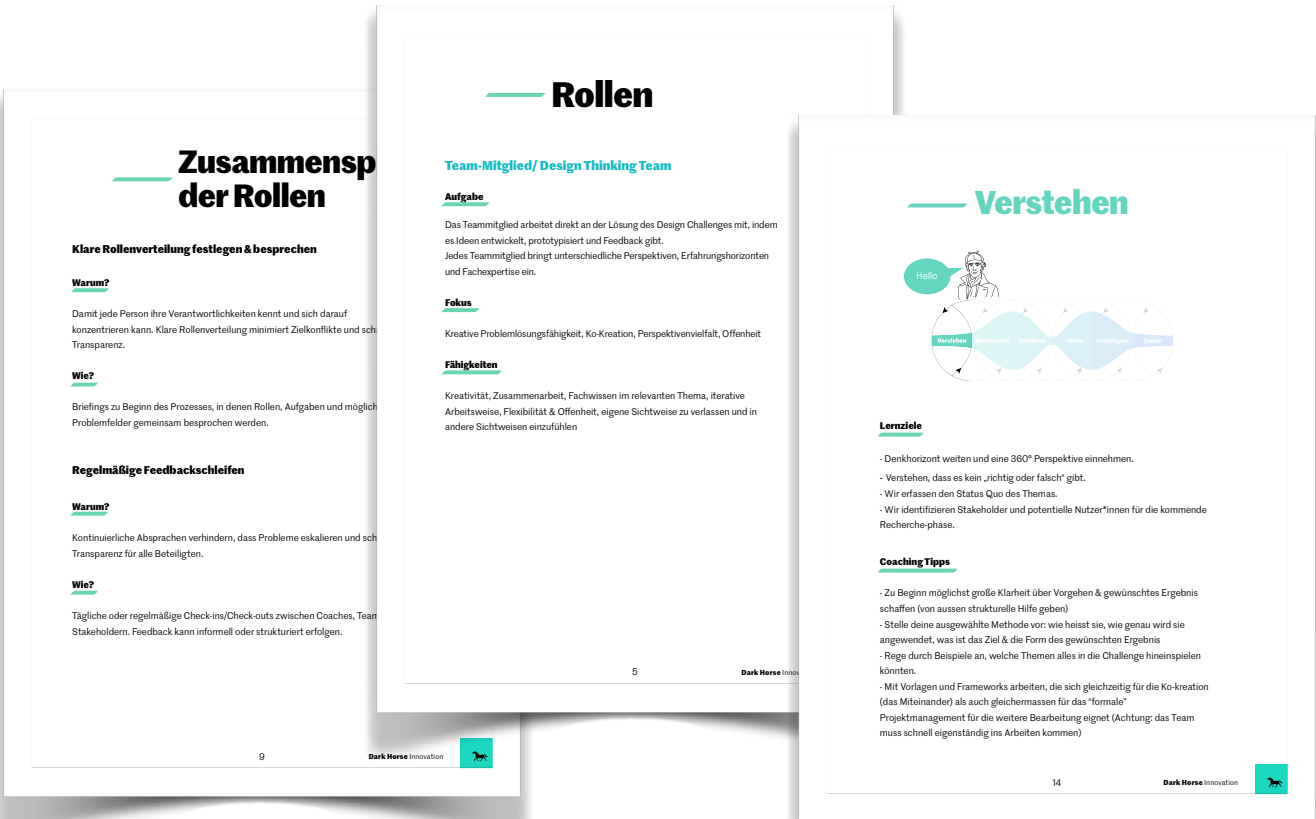 Zusammensp
der Rollen
Klare Rollenverteilung festlegen & besprechen
Warum?
Damit jede Person ihre Verantwortlichkeiten kennt und sich darauf
konzentrieren kann. Klare Rollenverteilung minimiert Zielkonflikte und sch
Transparenz.
Wie?
Briefings zu Beginn des Prozesses, in denen Rollen, Aufgaben und möglich
Problemfelder gemeinsam besprochen werden.
Regelmäßige Feedbackschleifen
Warum?
Kontinuierliche Absprachen verhindern, dass Probleme eskalieren und sch
Transparenz für alle Beteiligten.
Wie?
Tägliche oder regelmäßige Check-ins/Check-outs zwischen Coaches, Team
Stakeholdern. Feedback kann informell oder strukturiert erfolgen.
9
Dark Horse Innovation
Rollen
Team-Mitglied/ Design Thinking Team
Aufgabe
Das Teammitglied arbeitet direkt an der Lösung des Design Challenges mit, indem
es Ideen entwickelt, prototypisiert und Feedback gibt.
Jedes Teammitglied bringt unterschiedliche Perspektiven, Erfahrungshorizonten
und Fachexpertise ein.
Fokus
Kreative Problemlösungsfähigkeit, Ko-Kreation, Perspektivenvielfalt, Offenheit
Fähigkeiten
Kreativität, Zusammenarbeit, Fachwissen im relevanten Thema, iterative
Arbeitsweise, Flexibilität & Offenheit, eigene Sichtweise zu verlassen und in
andere Sichtweisen einzufühlen
5
Dark Horse Innov
Verstehen
Hello
Verstehen
Lernziele
- Denkhorizont weiten und eine 360° Perspektive einnehmen.
- Verstehen, dass es kein „richtig oder falsch“ gibt.
- Wir erfassen den Status Quo des Themas.
- Wir identifizieren Stakeholder und potentielle Nutzer*innen für die kommende
Recherche-phase.
Coaching Tipps
- Zu Beginn möglichst große Klarheit über Vorgehen & gewünschtes Ergebnis
schaffen (von aussen strukturelle Hilfe geben)
- Stelle deine ausgewählte Methode vor: wie heisst sie, wie genau wird sie
angewendet, was ist das Ziel & die Form des gewünschten Ergebnis
- Rege durch Beispiele an, welche Themen alles in die Challenge hineinspielen
könnten.
- Mit Vorlagen und Frameworks arbeiten, die sich gleichzeitig für die Ko-kreation
(das Miteinander) als auch gleichermassen für das “formale”
Projektmanagement für die weitere Bearbeitung eignet (Achtung: das Team
muss schnell eigenständig ins Arbeiten kommen)
14
Dark Horse Innovation